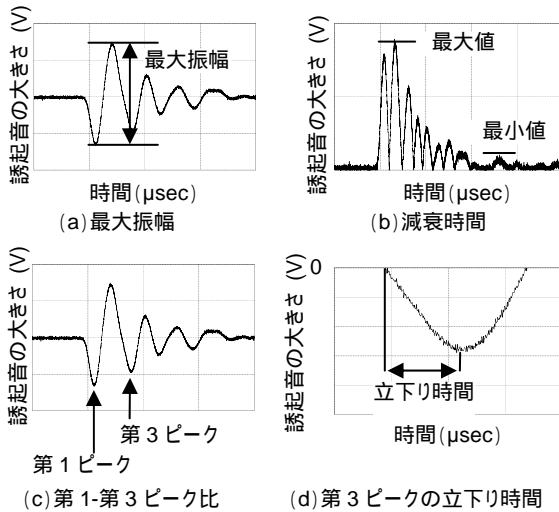 誘起音の大きさ (V)
最大振幅
時間(μsec)
(a)最大振幅
誘起音の大きさ (V)
最大値
最小値
時間(μsec)
(b)減衰時間
誘起音の大きさ (V)
第1ピーク
第3ピーク
(c)第1-第3ピーク比
誘起音の大きさ (V)
0
立下り時間
時間(μsec)
(d)第3ピークの立下り時間